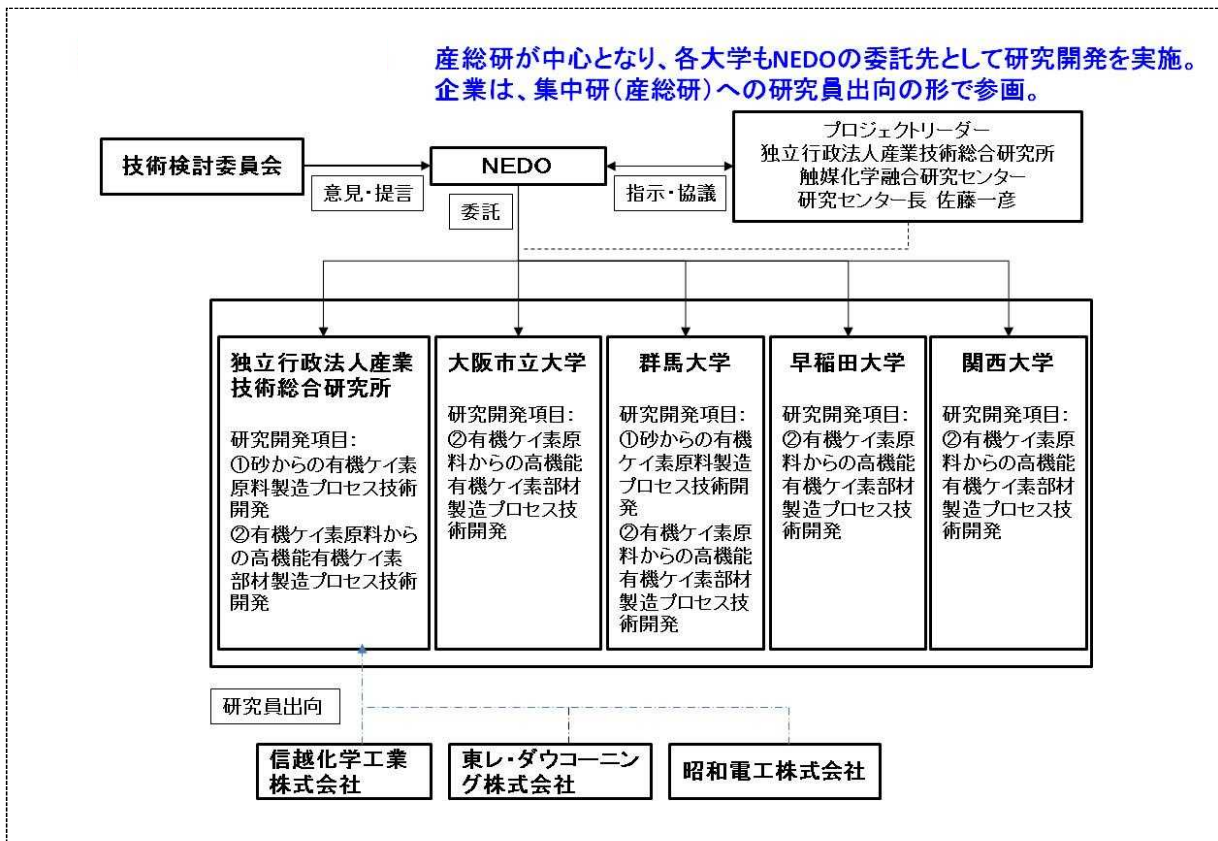 産総研が中心となり、各大学もNEDOの委託先として研究開発を実施。
企業は、集中研(産総研)への研究員出向の形で参画。
技術検討委員会
意見・提言
NEDO
委託
指示・協議
プロジェクトリーダー
独立行政法人産業技術総合研究所
触媒化学融合研究センター
研究センター長 佐藤一彦
独立行政法人産業
技術総合研究所
研究開発項目:
①砂からの有機ケイ素
原料製造プロセス技術
開発
②有機ケイ素原料から
の高機能有機ケイ素
部材製造プロセス技術
開発
大阪市立大学
研究開発項目:
②有機ケイ素原
料からの高機能
有機ケイ素部材
製造プロセス技
術開発
群馬大学
研究開発項目:
①砂からの有機
ケイ素原料製造
プロセス技術開
発
②有機ケイ素原
料からの高機能
有機ケイ素部材
製造プロセス技
術開発
早稲田大学
研究開発項目:
②有機ケイ素原
料からの高機能
有機ケイ素部材
製造プロセス技
術開発
関西大学
研究開発項目:
②有機ケイ素原
料からの高機能
有機ケイ素部材
製造プロセス技
術開発
研究員出向
信越化学工業
株式会社
東レ・ダウコーニン
グ株式会社
昭和電工株式会社